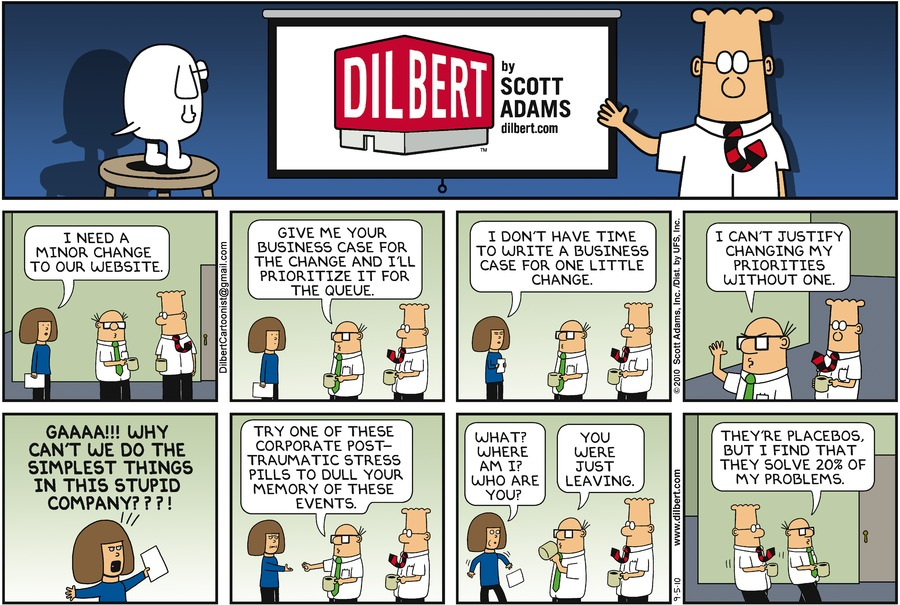 DILBERT
by
SCOTT
ADAMS
dilbert.com
TM
I NEED A
MINOR CHANGE
TO OUR WEBSITE.
DilbertCartoonist@gmail.com
GIVE ME YOUR
BUSINESS CASE FOR
THE CHANGE AND I'LL
PRIORITIZE IT FOR
THE QUEUE.
I DON'T HAVE TIME
TO WRITE A BUSINESS
CASE FOR ONE LITTLE
CHANGE.
©2010 Scott Adams, Inc./Dist. by UFS, Inc.
I CAN'T JUSTIFY
CHANGING MY
PRIORITIES
WITHOUT ONE.
GAAAA!!! WHY
CAN'T WE DO THE
SIMPLEST THINGS
IN THIS STUPID
COMPANY???!
TRY ONE OF THESE
CORPORATE POST-
TRAUMATIC STRESS
PILLS TO DULL YOUR
MEMORY OF THESE
EVENTS.
WHAT?
WHERE
AM I?
WHO ARE
YOU?
YOU
WERE
JUST
LEAVING.
9-5-10 www.dilbert.com
THEY'RE PLACEBOS,
BUT I FIND THAT
THEY SOLVE 20% OF
MY PROBLEMS.